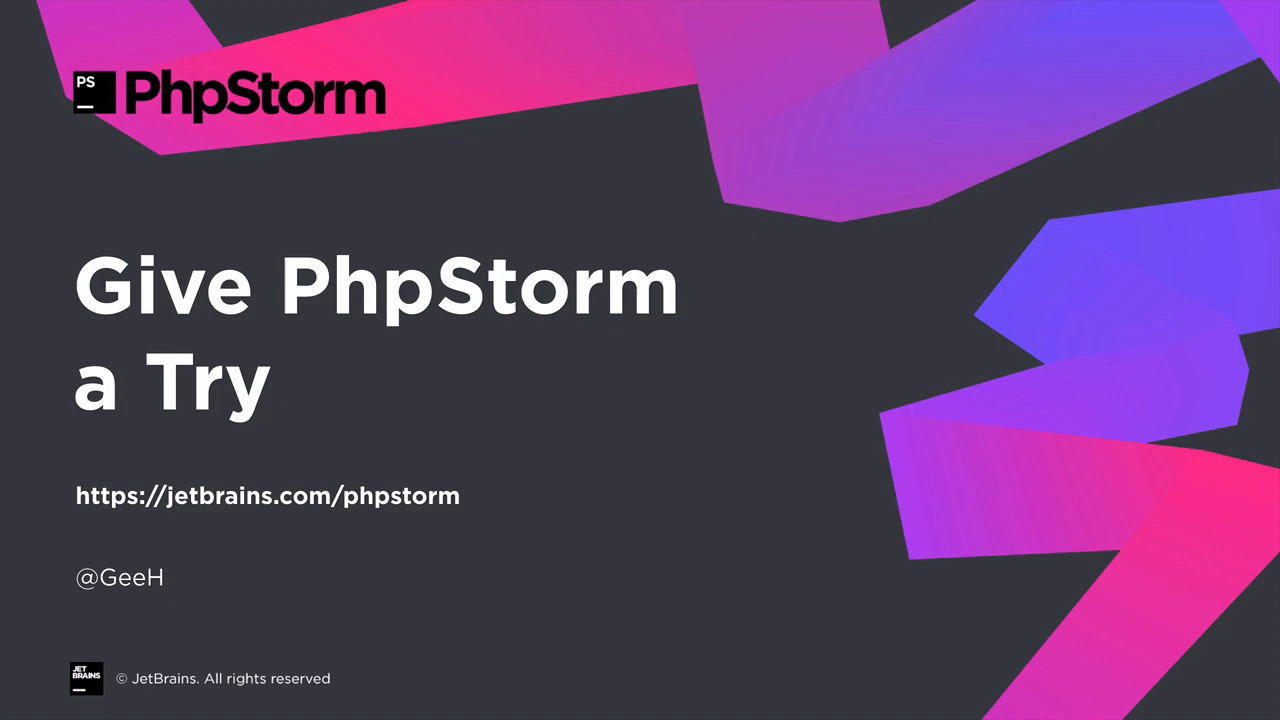 PS
PhpStorm
Give PhpStorm
a Try
https://jetbrains.com/phpstorm
@GeeH
JET
BRAINS
© JetBrains. All rights reserved